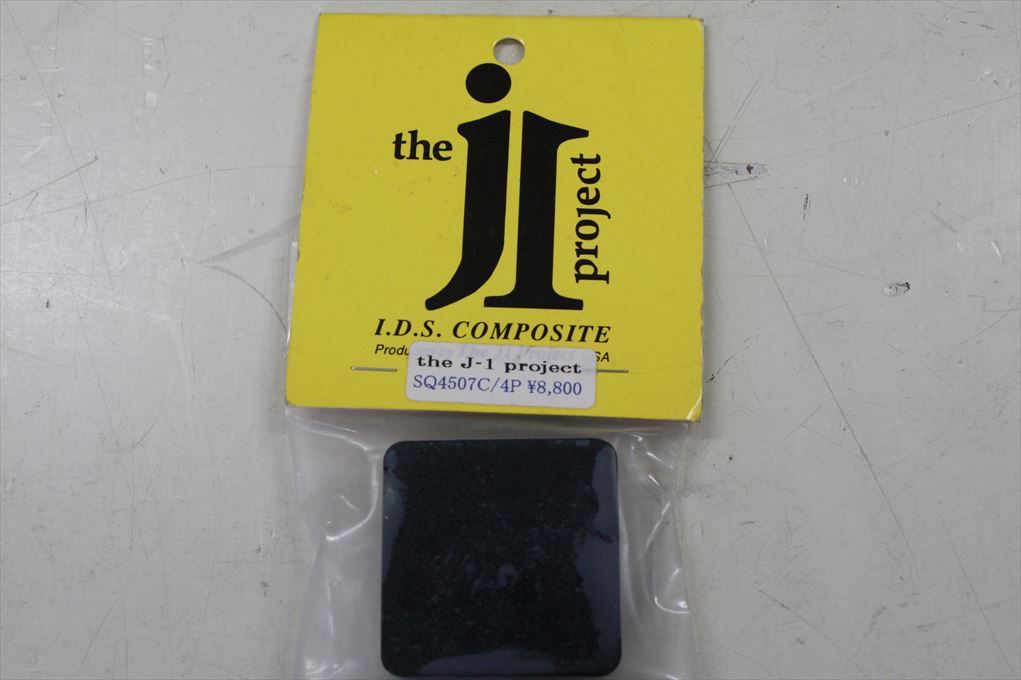 the
j1
project
I.D.S. COMPOSITE
the J-1 project
SQ4507C/4P ¥8,800